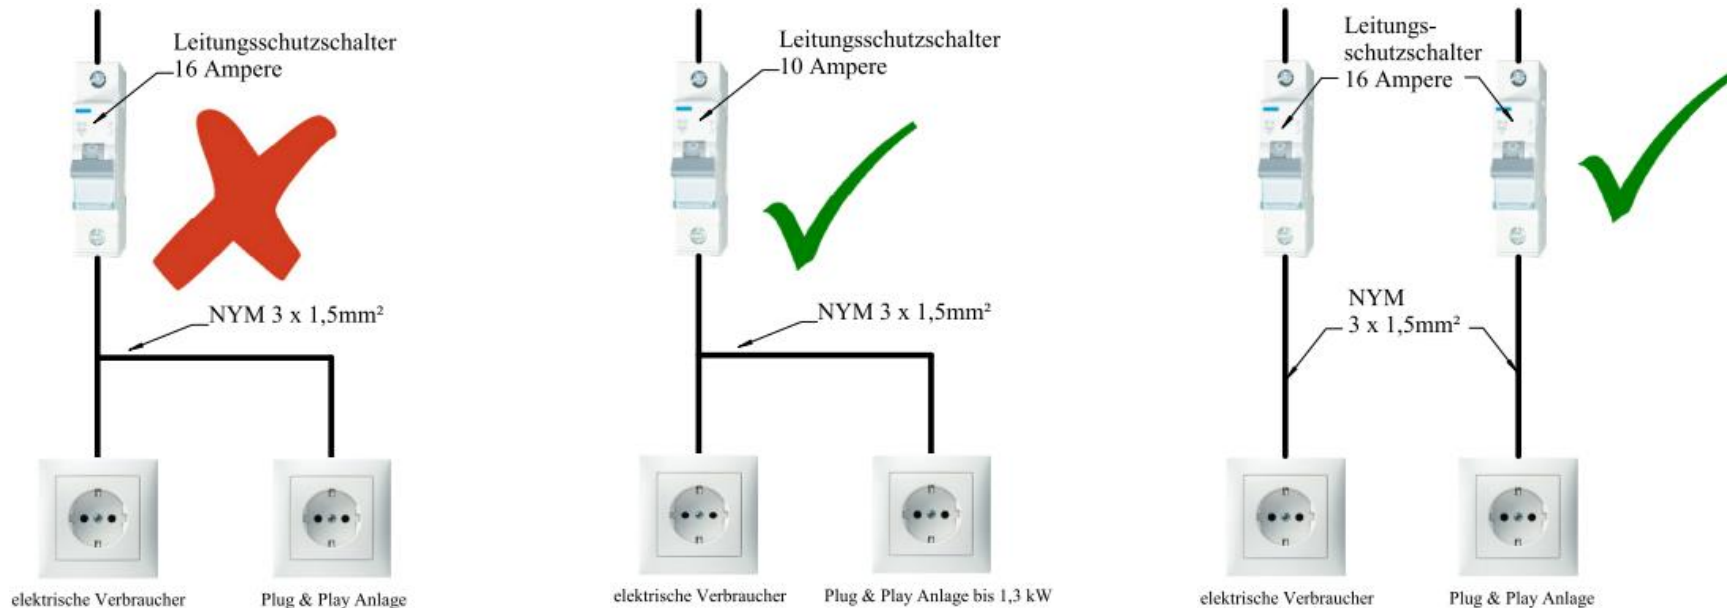 Leitungsschutzschalter
16 Ampere
NYM 3 x 1,5mm²
elektrische Verbraucher
Plug & Play Anlage
Leitungsschutzschalter
10 Ampere
NYM 3 x 1,5mm²
elektrische Verbraucher
Plug & Play Anlage bis 1,3 kW
Leitungs-
schutzschalter
16 Ampere
NYM
3 x 1,5mm²
elektrische Verbraucher
Plug & Play Anlage